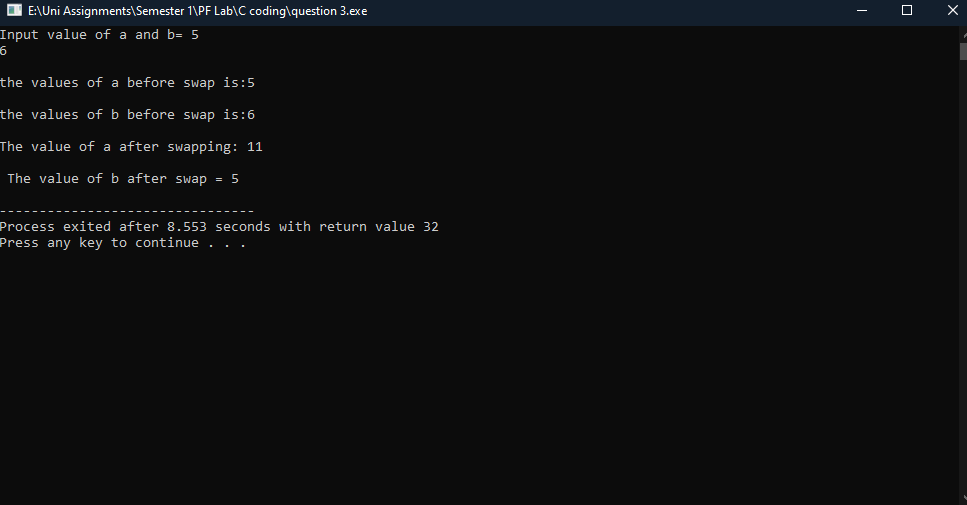 E:\Uni Assignments\Semester 1\PF Lab\C coding\question 3.exe
Input value of a and b= 5
6
the values of a before swap is:5
the values of b before swap is:6
The value of a after swapping: 11
 The value of b after swap = 5
--------------------------------
Process exited after 8.553 seconds with return value 32
Press any key to continue . . .